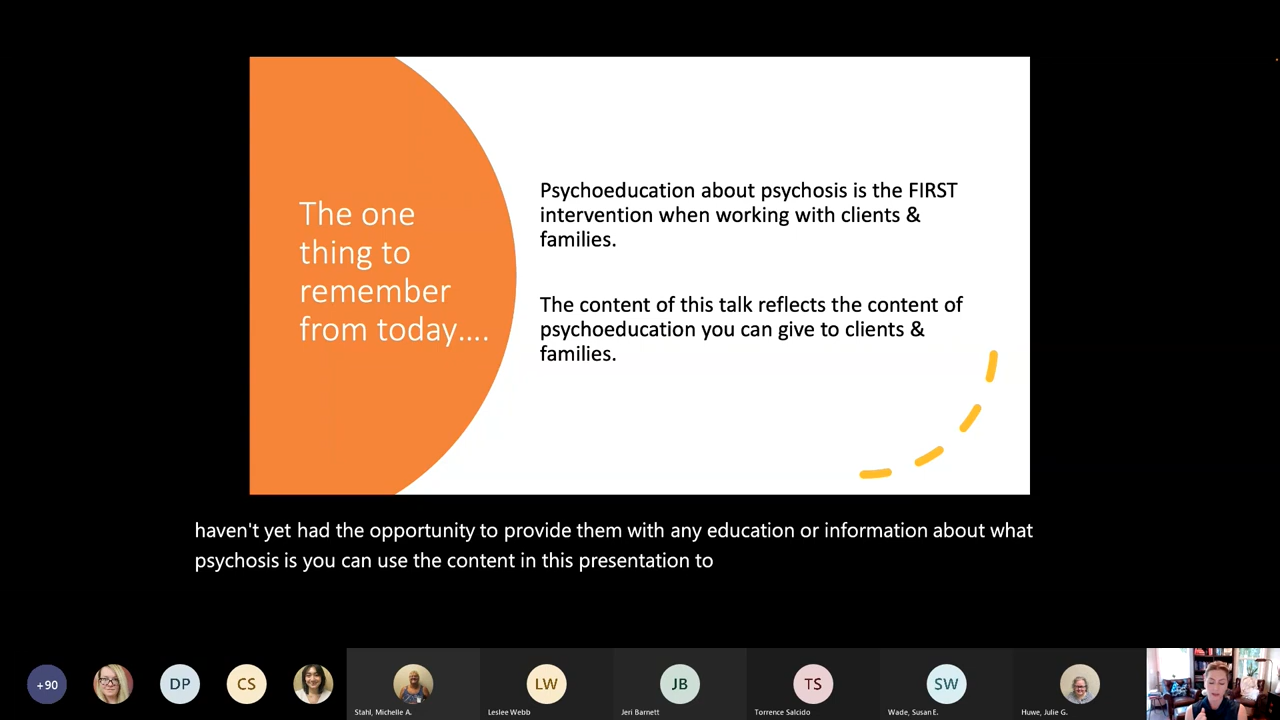 The one
thing to
remember
from today....
Psychoeducation about psychosis is the FIRST
intervention when working with clients &
families.
The content of this talk reflects the content of
psychoeducation you can give to clients &
families.
haven't yet had the opportunity to provide them with any education or information about what
psychosis is you can use the content in this presentation to
+90
DP
CS
LW
JB
TS
SW
Stahl, Michelle A.
Leslee Webb
Jeri Barnett
Torrence Salcido
Wade, Susan E.
Huwe, Julie G.